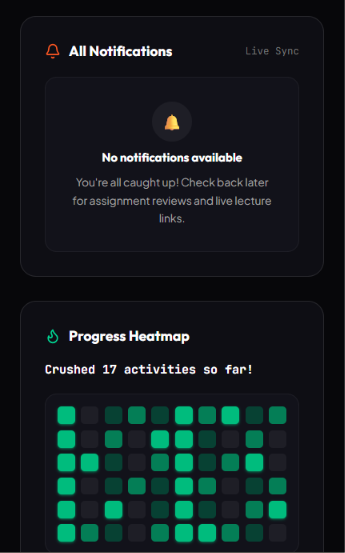 All Notifications
Live Sync
No notifications available
You're all caught up! Check back later
for assignment reviews and live lecture
links.
Progress Heatmap
Crushed 17 activities so far!